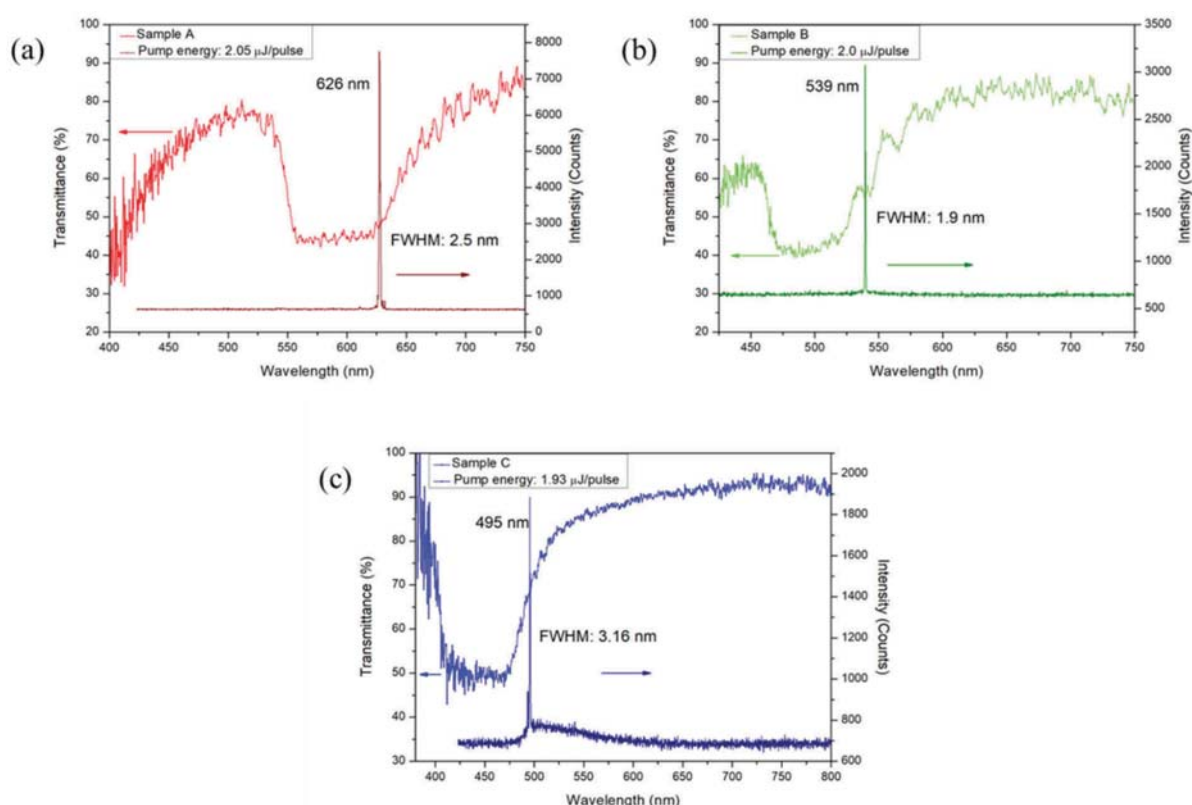 (a)
Sample A
Pump energy: 2.05 μJ/pulse
626 nm
FWHM: 2.5 nm
Transmittance (%)
100
90
80
70
60
50
40
30
20
Intensity (Counts)
8000
7000
6000
5000
4000
3000
2000
1000
0
400 450 500 550 600 650 700 750
Wavelength (nm)
(b)
Sample B
Pump energy: 2.0 μJ/pulse
539 nm
FWHM: 1.9 nm
Transmitance (%)
100
90
80
70
60
50
40
30
20
Intensity (Counts)
3500
3000
2500
2000
1500
1000
500
450 500 550 600 650 700 750
Wavelength (nm)
(c)
Sample C
Pump energy: 1.93 μJ/pulse
495 nm
FWHM: 3.16 nm
Transmittance (%)
100
90
80
70
60
50
40
30
Intensity (Counts)
2000
1800
1600
1400
1200
1000
800
600
400 450 500 550 600 650 700 750 800
Wavelength (nm)